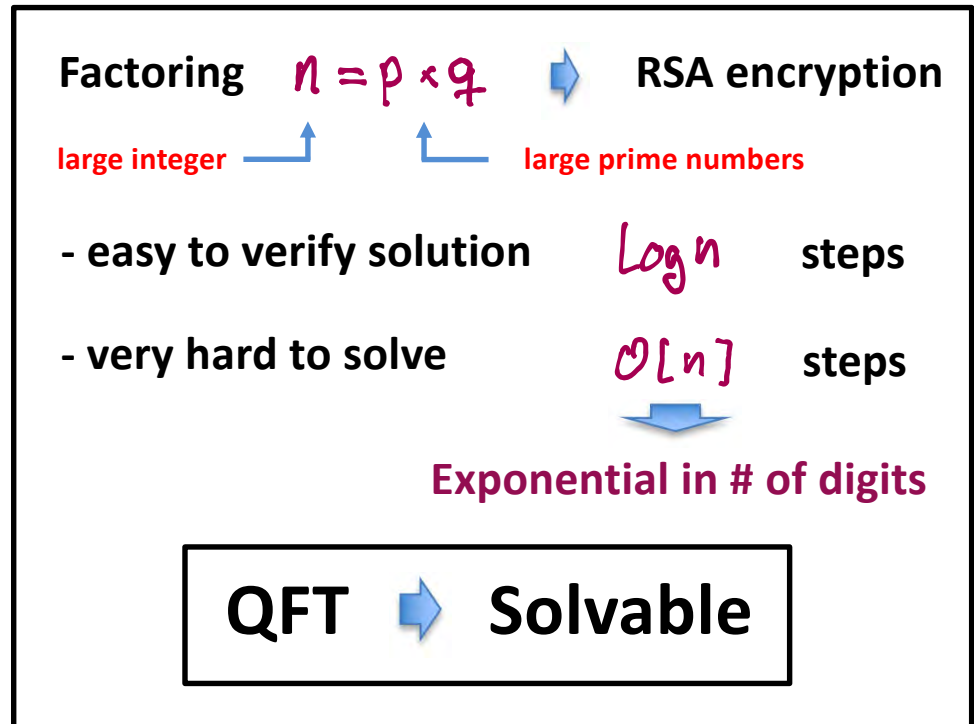 Factoring n = p × q RSA encryption
large integer large prime numbers
- easy to verify solution Log n steps
- very hard to solve O[n] steps
Exponential in # of digits
QFT Solvable